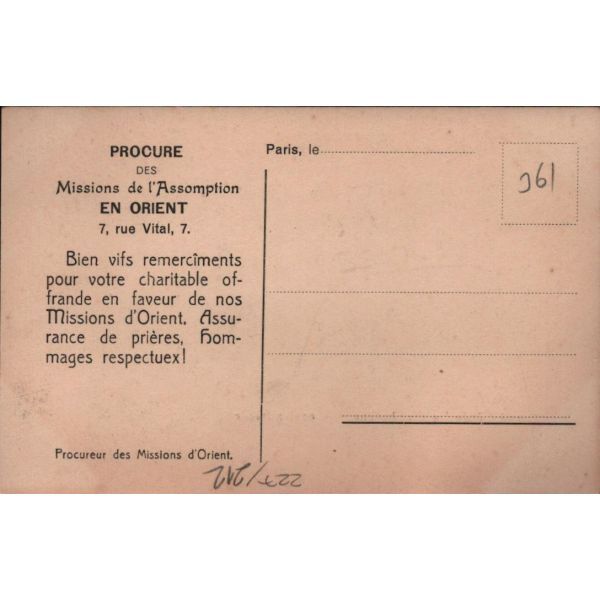 PROCURE
DES
Missions de l'Assomption
EN ORIENT
7, rue Vital, 7.
Bien vifs remercîments
pour votre charitable of-
frande en faveur de nos
Missions d'Orient. Assu-
rance de prières, hom-
mages respectuex!
Procureur des Missions d'Orient.
Paris, le
361